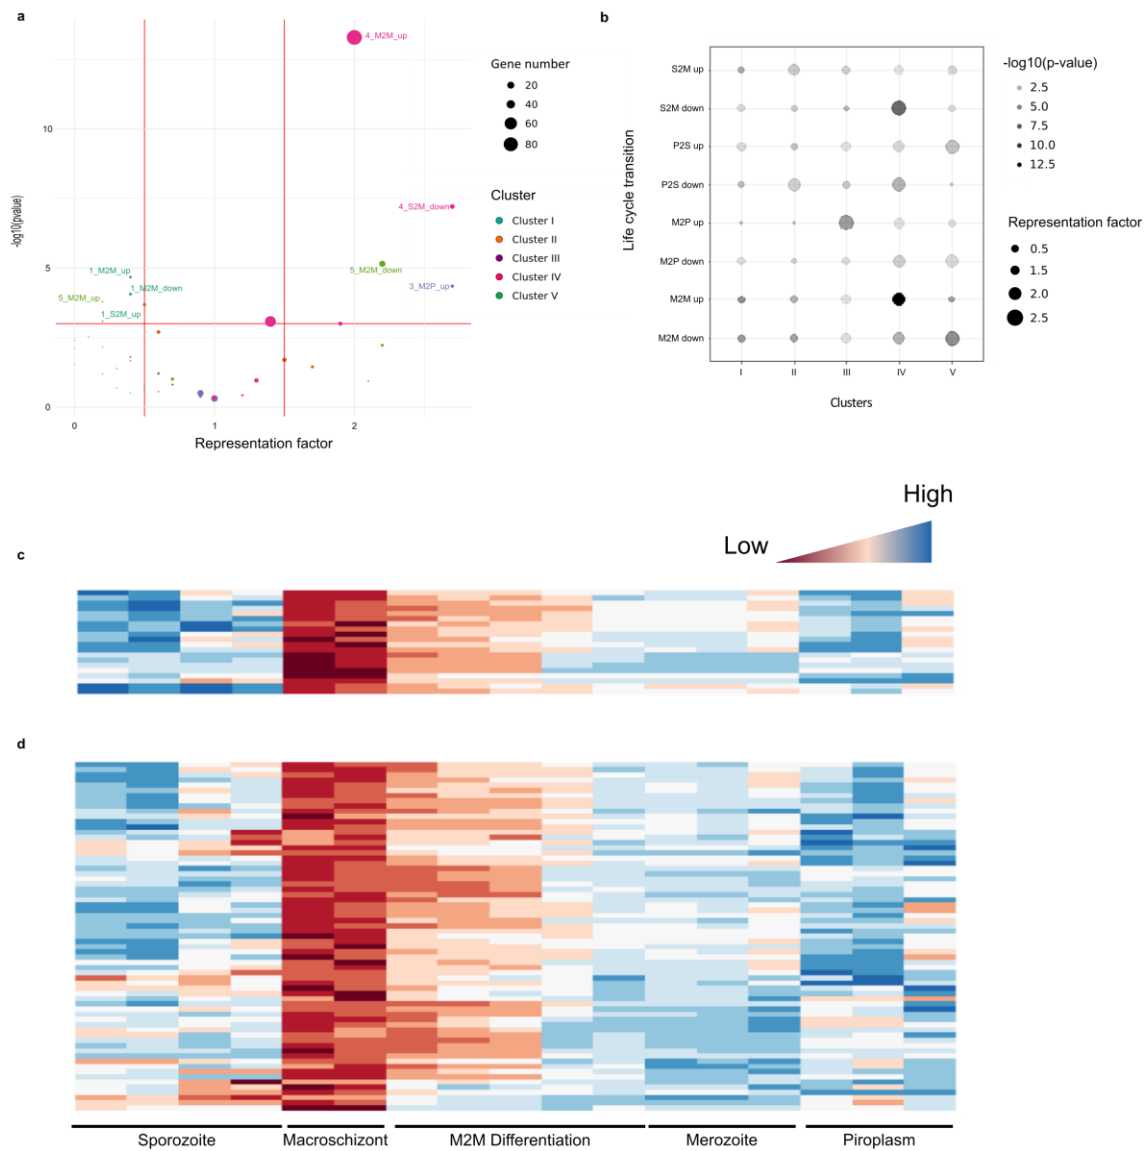 a
4_M2M_up
10
4_S2M_down
-log10(pvalue)
5
1_M2M_up
5_M2M_down
1_M2M_down
3_M2P_up
5_M2M_up
1_S2M_up
0
0
1
2
Representation factor
Gene number
20
40
60
80
Cluster
Cluster I
Cluster II
Cluster III
Cluster IV
Cluster V
b
S2M up
S2M down
P2S up
P2S down
M2P up
M2P down
M2M up
M2M down
Life cycle transition
I
II
III
IV
V
Clusters
-log10(p-value)
2.5
5.0
7.5
10.0
12.5
Representation factor
0.5
1.5
2.0
2.5
High
Low
c
d
Sporozoite
Macroschizont
M2M Differentiation
Merozoite
Piroplasm